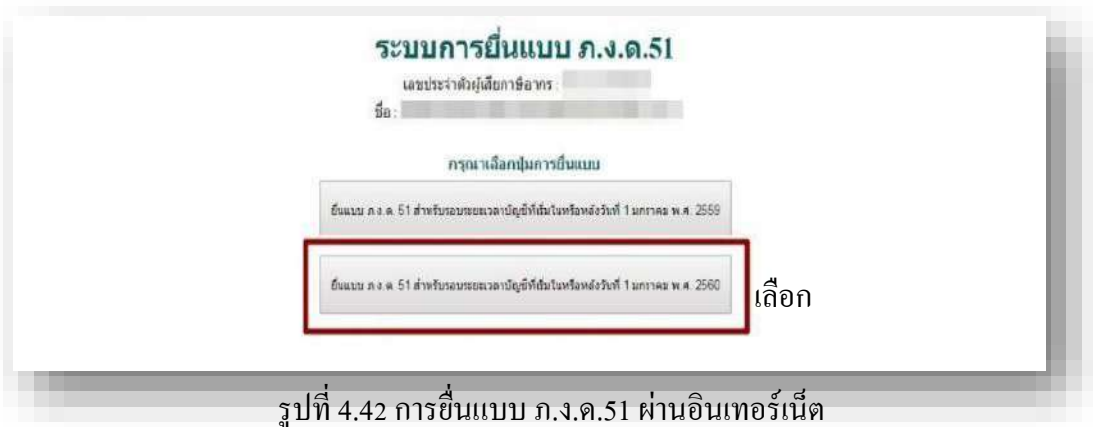 ระบบการยื่นแบบ ภ.ง.ด.51
เลขประจำตัวผู้เสียภาษีอากร :
ชื่อ :
กรุณาเลือกปุ่มการยื่นแบบ
ยื่นแบบ ภ.ง.ด. 51 สำหรับรอบระยะเวลาบัญชีที่เริ่มในหรือหลังวันที่ 1 มกราคม พ.ศ. 2559
ยื่นแบบ ภ.ง.ด. 51 สำหรับรอบระยะเวลาบัญชีที่เริ่มในหรือหลังวันที่ 1 มกราคม พ.ศ. 2560
เลือก
รูปที่ 4.42 การยื่นแบบ ภ.ง.ด.51 ผ่านอินเทอร์เน็ต